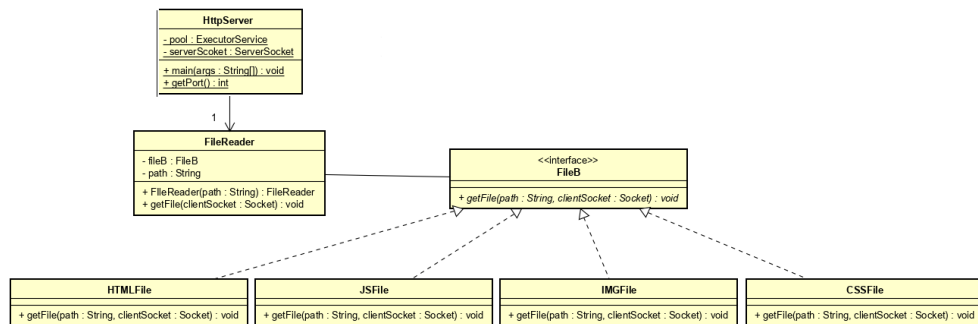 HttpServer
- pool : ExecutorService
- serverScoket : ServerSocket
+ main(args : String[]) : void
+ getPort() : int
1
FileReader
- fileB : FileB
- path : String
+ FIleReader(path : String) : FileReader
+ getFile(clientSocket : Socket) : void
<<interface>>
FileB
+ getFile(path : String, clientSocket : Socket) : void
HTMLFile
+ getFile(path : String, clientSocket : Socket) : void
JSFile
+ getFile(path : String, clientSocket : Socket) : void
IMGFile
+ getFile(path : String, clientSocket : Socket) : void
CSSFile
+ getFile(path : String, clientSocket : Socket) : void